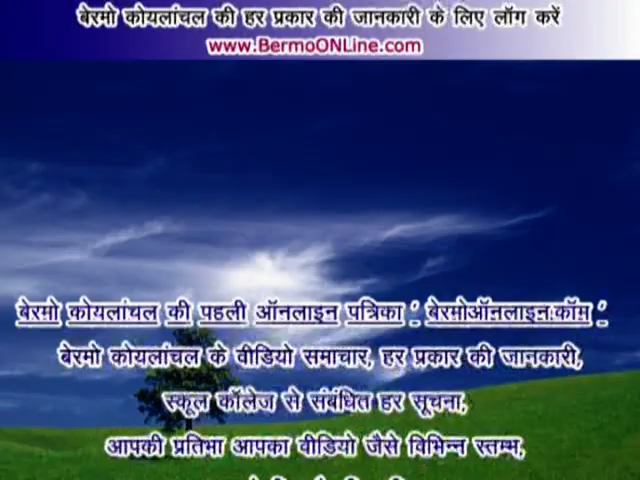 बेरमो कोयलांचल की हर प्रकार की जानकारी के लिए लॉग करें
www.BermoONLine.com
बेरमो कोयलांचल की पहली ऑनलाइन पत्रिका ' बेरमोऑनलाइन.कॉम '
बेरमो कोयलांचल के वीडियो समाचार, हर प्रकार की जानकारी,
स्कूल कॉलेज से संबंधित हर सूचना,
आपकी प्रतिभा आपका वीडियो जैसे विभिन्न स्तम्भ,